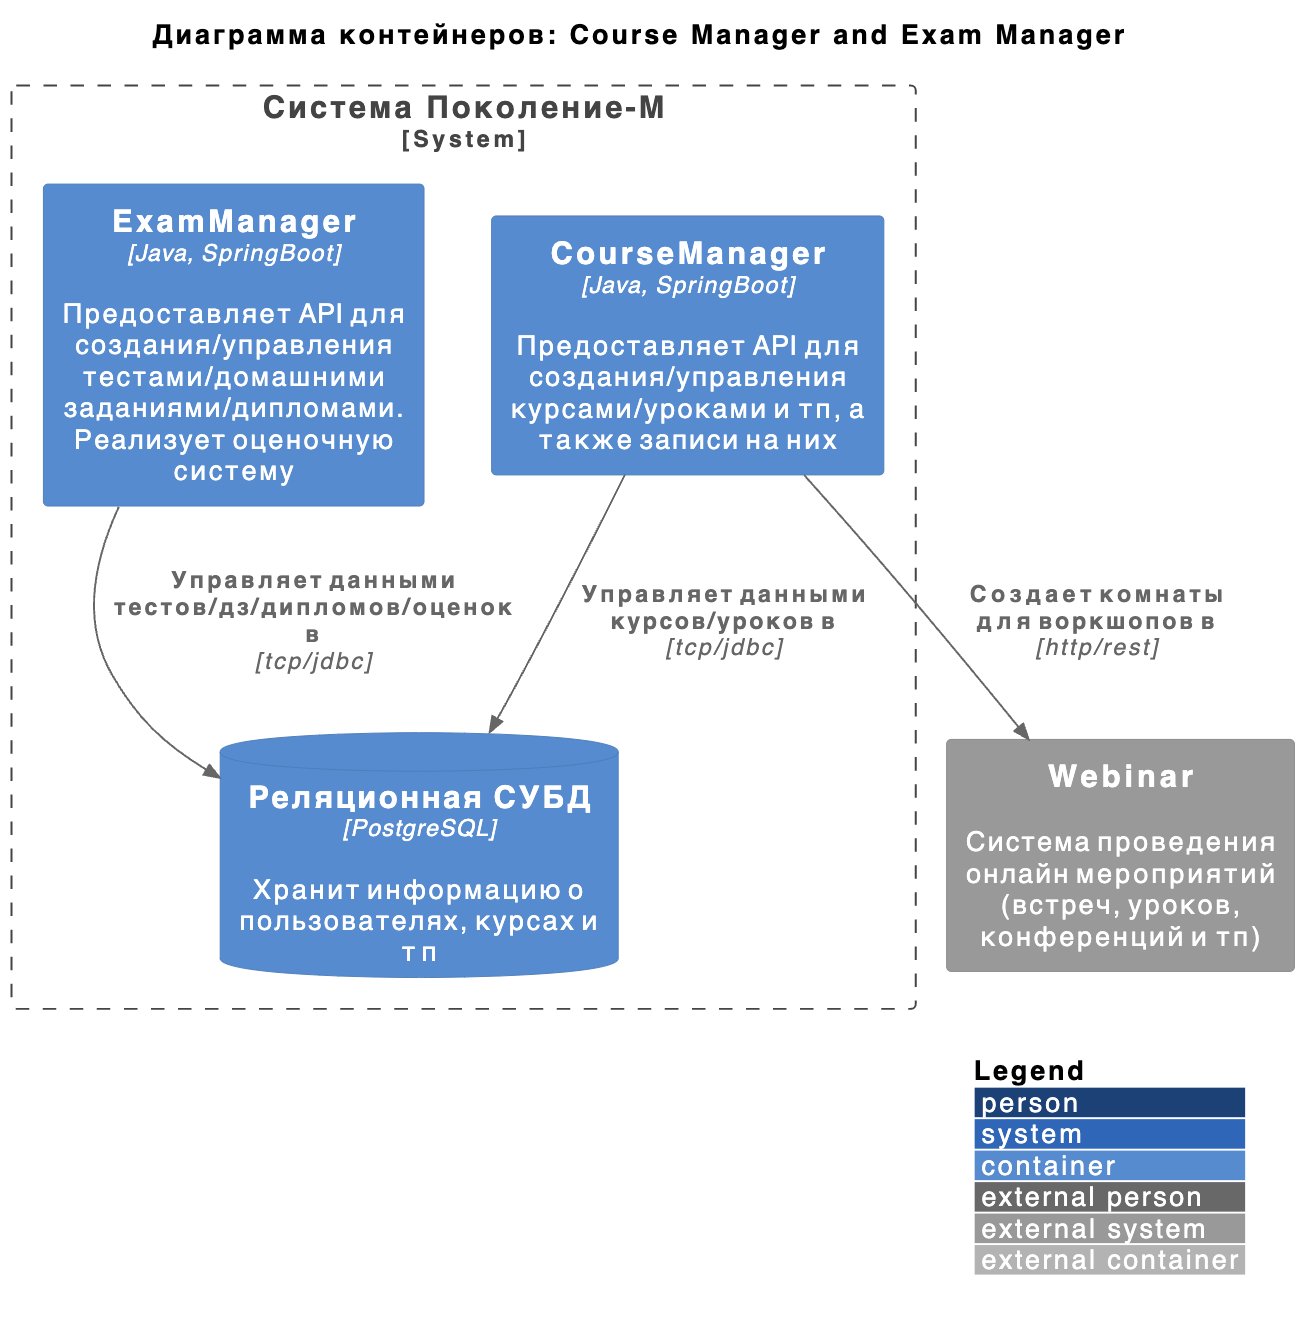 Диаграмма контейнеров: Course Manager and Exam Manager
Система Поколение-М
[System]
ExamManager
[Java, SpringBoot]
Предоставляет API для
создания/управления
тестами/домашними
заданиями/дипломами.
Реализует оценочную
систему
CourseManager
[Java, SpringBoot]
Предоставляет API для
создания/управления
курсами/уроками и тп, а
также записи на них
Управляет данными
тестов/дз/дипломов/оценок
в
[tcp/jdbc]
Управляет данными
курсов/уроков в
[tcp/jdbc]
Создает комнаты
для воркшопов в
[http/rest]
Реляционная СУБД
[PostgreSQL]
Хранит информацию о
пользователях, курсах и
тп
Webinar
Система проведения
онлайн мероприятий
(встреч, уроков,
конференций и тп)
Legend
person
system
container
external person
external system
external container